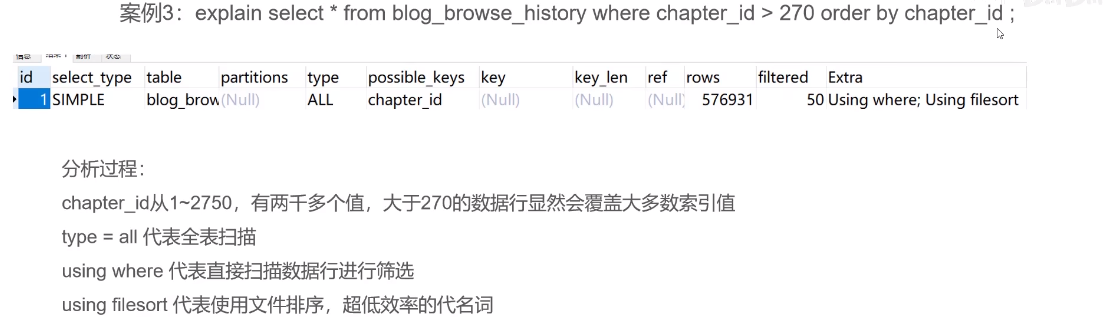 案例3：explain select * from blog_browse_history where chapter_id > 270 order by chapter_id ;
id select_type table partitions type possible_keys key key_len ref rows filtered Extra
1 SIMPLE blog_brow (Null) ALL chapter_id (Null) (Null) (Null) 576931 50 Using where; Using filesort
分析过程：
chapter_id从1~2750，有两千多个值，大于270的数据行显然会覆盖大多数索引值
type = all 代表全表扫描
using where 代表直接扫描数据行进行筛选
using filesort 代表使用文件排序，超低效率的代名词